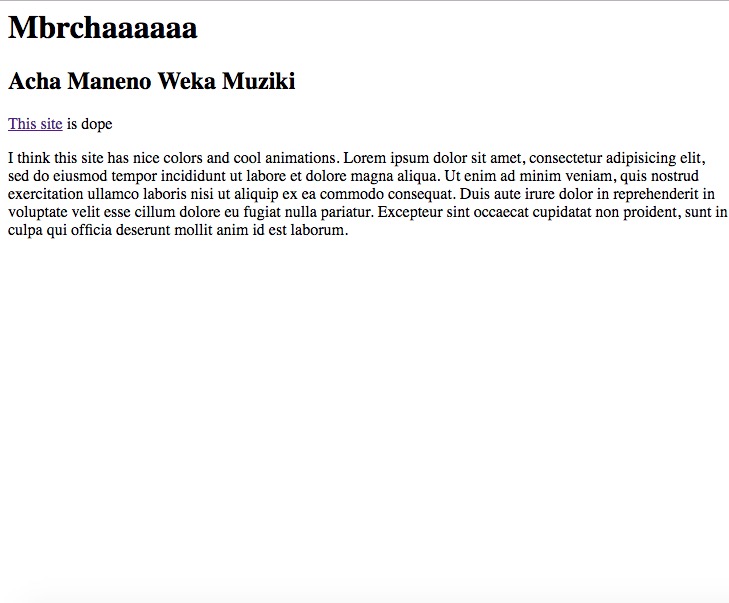 Mbrchaaaaaa
Acha Maneno Weka Muziki
This site is dope
I think this site has nice colors and cool animations. Lorem ipsum dolor sit amet, consectetur adipisicing elit,
sed do eiusmod tempor incididunt ut labore et dolore magna aliqua. Ut enim ad minim veniam, quis nostrud
exercitation ullamco laboris nisi ut aliquip ex ea commodo consequat. Duis aute irure dolor in reprehenderit in
voluptate velit esse cillum dolore eu fugiat nulla pariatur. Excepteur sint occaecat cupidatat non proident, sunt in
culpa qui officia deserunt mollit anim id est laborum.